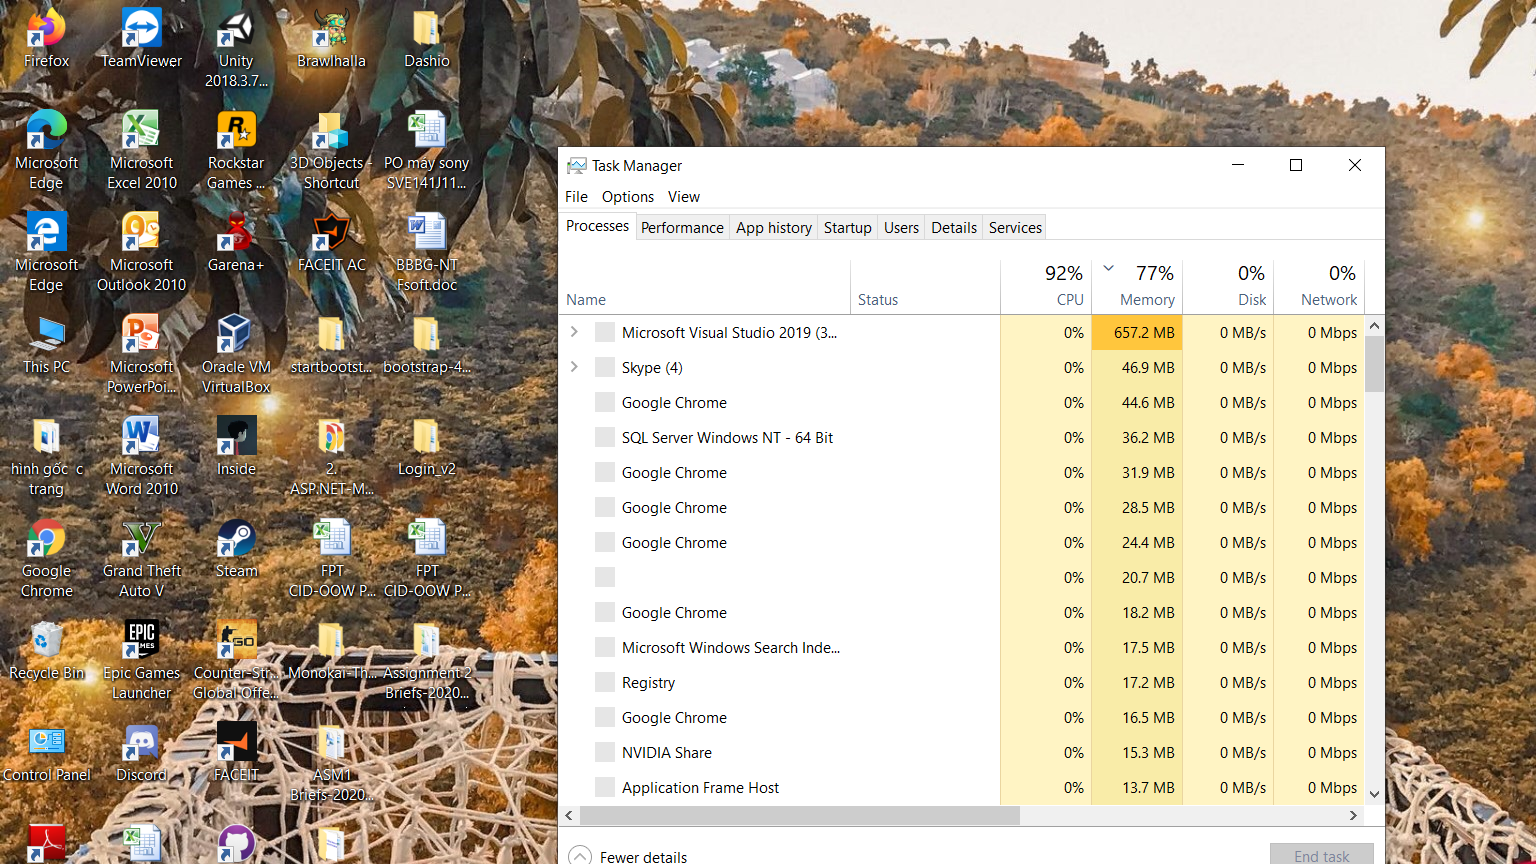 Firefox
TeamViewer
Unity
2018.3.7...
Brawlhalla
Dashio
Microsoft
Edge
Microsoft
Excel 2010
Rockstar
Games ...
3D Objects -
Shortcut
PO máy sony
SVE141J11...
Microsoft
Edge
Microsoft
Outlook 2010
Garena+
FACEIT AC
BBBG-NT
Fsoft.doc
This PC
Microsoft
PowerPoi...
Oracle VM
VirtualBox
startbootst...
bootstrap-4...
hình gốc c
trang
Microsoft
Word 2010
Inside
2.
ASP.NET-M...
Login_v2
Google
Chrome
Grand Theft
Auto V
Steam
FPT
CID-OOW P...
FPT
CID-OOW P...
Recycle Bin
EPIC
GAMES
Epic Games
Launcher
GO
Counter-Str...
Global Offe...
Monokai-Th...
Assignment 2
Briefs-2020...
Control Panel
Discord
FACEIT
ASM1
Briefs-2020...
Task Manager
File Options View
Processes Performance App history Startup Users Details Services
92% 77% 0% 0%
Name Status CPU Memory Disk Network
Microsoft Visual Studio 2019 (3... 0% 657.2 MB 0 MB/s 0 Mbps
Skype (4) 0% 46.9 MB 0 MB/s 0 Mbps
Google Chrome 0% 44.6 MB 0 MB/s 0 Mbps
SQL Server Windows NT - 64 Bit 0% 36.2 MB 0 MB/s 0 Mbps
Google Chrome 0% 31.9 MB 0 MB/s 0 Mbps
Google Chrome 0% 28.5 MB 0 MB/s 0 Mbps
Google Chrome 0% 24.4 MB 0 MB/s 0 Mbps
0% 20.7 MB 0 MB/s 0 Mbps
Google Chrome 0% 18.2 MB 0 MB/s 0 Mbps
Microsoft Windows Search Inde... 0% 17.5 MB 0 MB/s 0 Mbps
Registry 0% 17.2 MB 0 MB/s 0 Mbps
Google Chrome 0% 16.5 MB 0 MB/s 0 Mbps
NVIDIA Share 0% 15.3 MB 0 MB/s 0 Mbps
Application Frame Host 0% 13.7 MB 0 MB/s 0 Mbps
Fewer details
End task